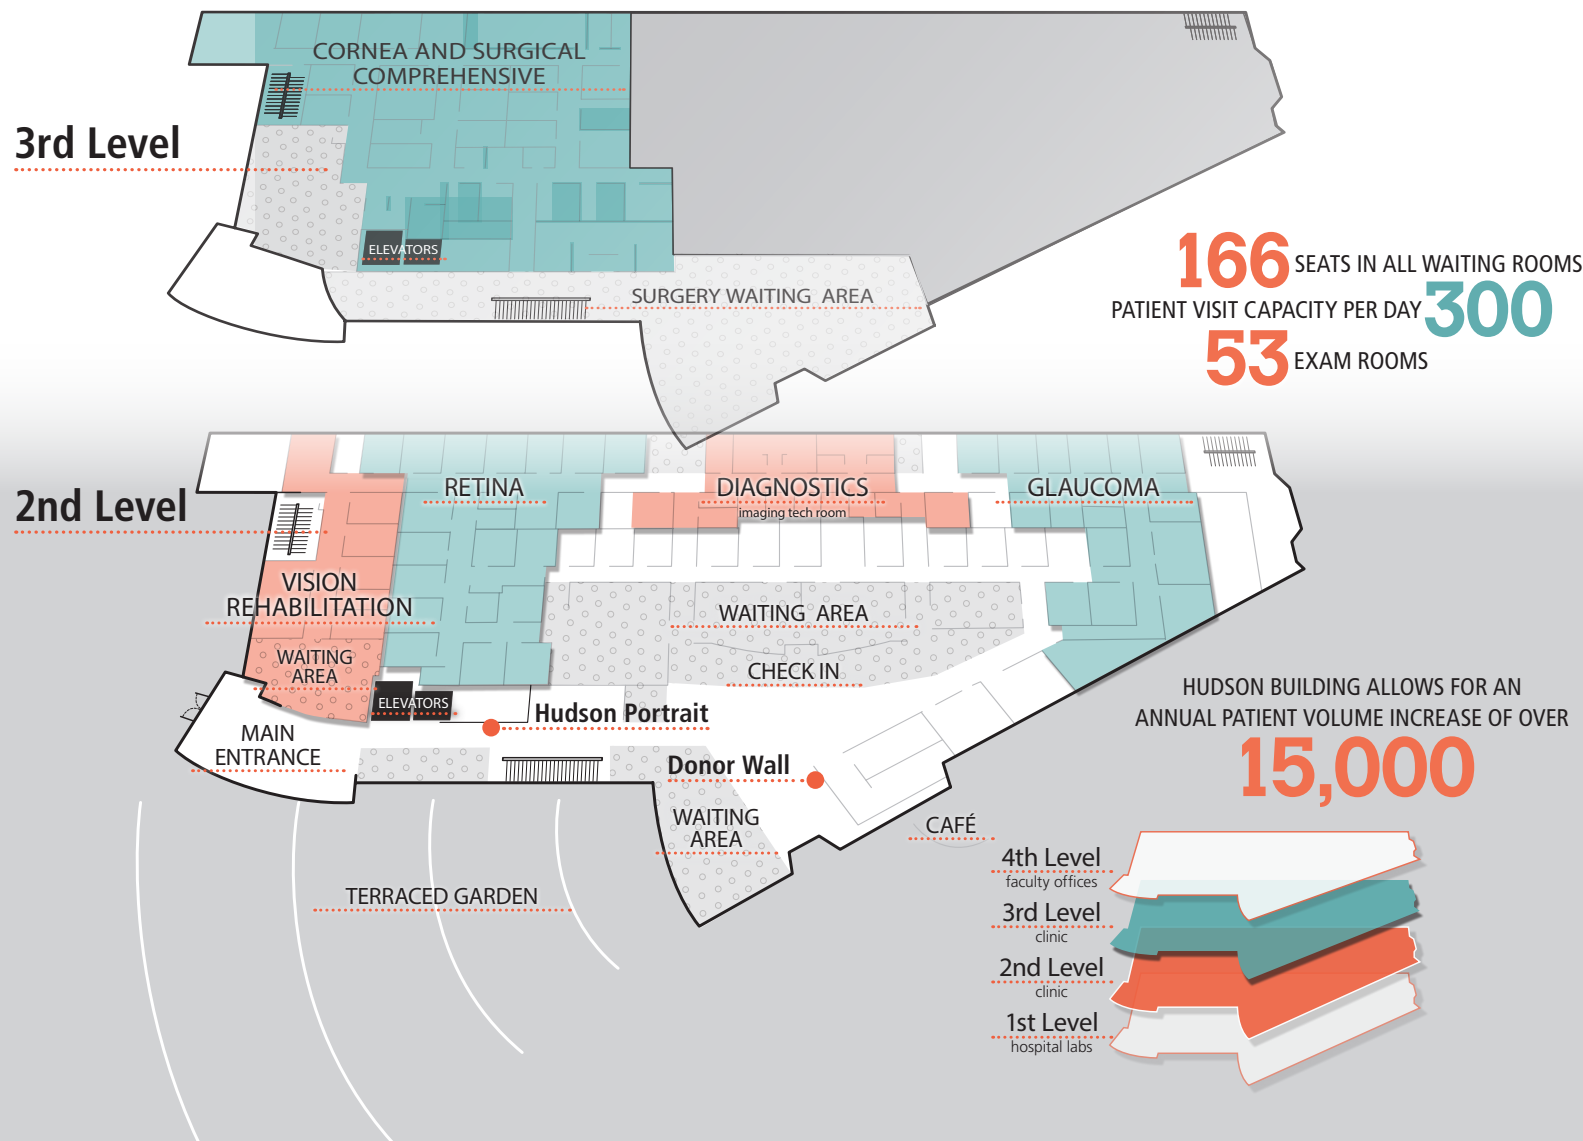 CORNEA AND SURGICAL
COMPREHENSIVE
3rd Level
ELEVATORS
SURGERY WAITING AREA
166 SEATS IN ALL WAITING ROOMS
PATIENT VISIT CAPACITY PER DAY 300
53 EXAM ROOMS
2nd Level
RETINA
DIAGNOSTICS
imaging tech room
GLAUCOMA
VISION
REHABILITATION
WAITING AREA
WAITING
AREA
CHECK IN
ELEVATORS
Hudson Portrait
MAIN
ENTRANCE
Donor Wall
WAITING
AREA
CAFÉ
TERRACED GARDEN
HUDSON BUILDING ALLOWS FOR AN
ANNUAL PATIENT VOLUME INCREASE OF OVER
15,000
4th Level
faculty offices
3rd Level
clinic
2nd Level
clinic
1st Level
hospital labs